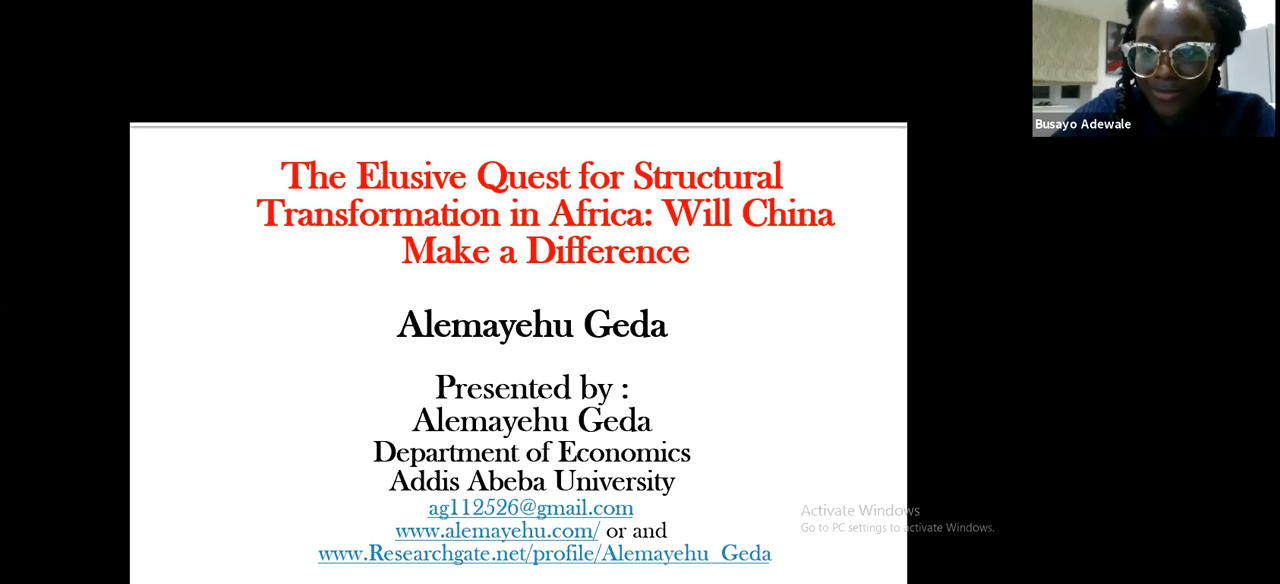 Busayo Adewale
The Elusive Quest for Structural
Transformation in Africa: Will China
Make a Difference
Alemayehu Geda
Presented by :
Alemayehu Geda
Department of Economics
Addis Abeba University
ag112526@gmail.com
www.alemayehu.com/ or and
www.Researchgate.net/profile/Alemayehu_Geda
Activate Windows
Go to PC settings to activate Windows.